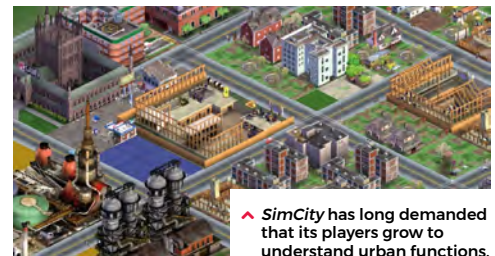 SimCity has long demanded
that its players grow to
understand urban functions.